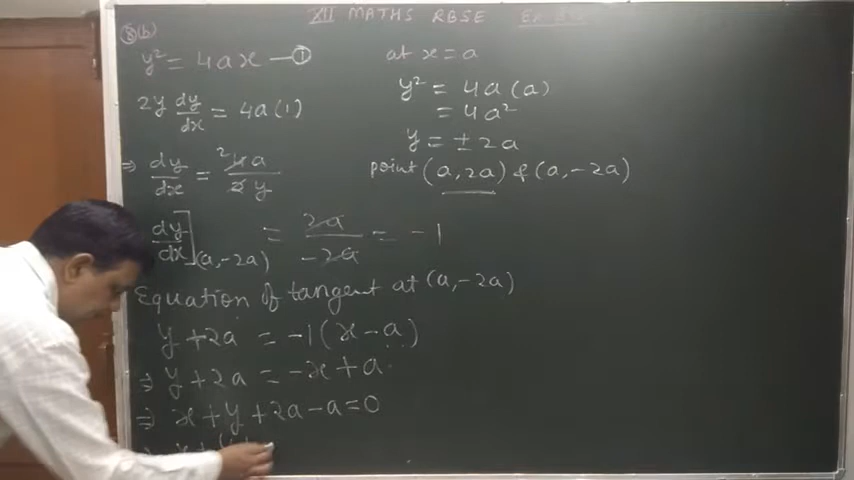 XII MATHS RBSE
8(b)
y² = 4ax —①
2y dy/dx = 4a(1)
⇒ dy/dx = ²4a/2y
dy/dx](a,-2a) = 2a/-2a = -1
at x = a
y² = 4a(a)
= 4a²
y = ± 2a
point (a, 2a) & (a, -2a)
Equation of tangent at (a, -2a)
y + 2a = -1(x - a)
⇒ y + 2a = -x + a
⇒ x + y + 2a - a = 0
⇒ x + y +